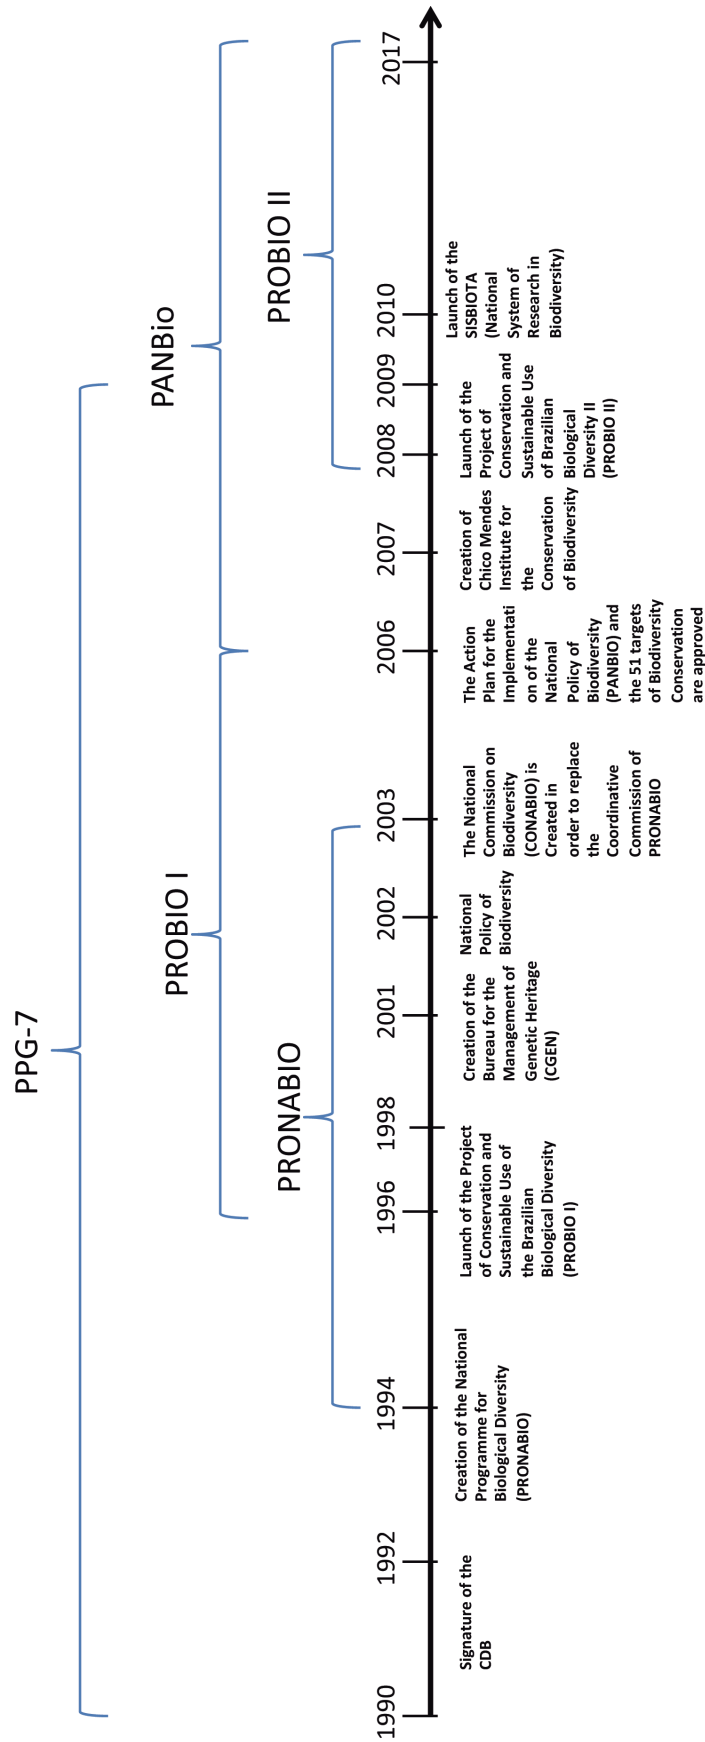 PPG-7
PROBIO I
PANBio
PRONABIO
PROBIO II
1990
1992
1994
1996
1998
2001
2002
2003
2006
2007
2008
2009
2010
2017
Signature of the
CDB
Creation of the National
Programme for
Biological Diversity
(PRONABIO)
Launch of the Project
of Conservation and
Sustainable Use of
the Brazilian
Biological Diversity
(PROBIO I)
Creation of the
Bureau for the
Management of
Genetic Heritage
(CGEN)
National
Policy of
Biodiversity
The National
Commission on
Biodiversity
(CONABIO) is
Created in
order to replace
the
Coordinative
Commission of
PRONABIO
The Action
Plan for the
Implementati
on of the
National
Policy of
Biodiversity
(PANBIO) and
the 51 targets
of Biodiversity
Conservation
are approved
Creation of
Chico Mendes
Institute for
the
Conservation
of Biodiversity
Launch of the
Project of
Conservation and
Sustainable Use
of Brazilian
Biological
Diversity II
(PROBIO II)
Launch of the
SISBIOTA
(National
System of
Research in
Biodiversity)